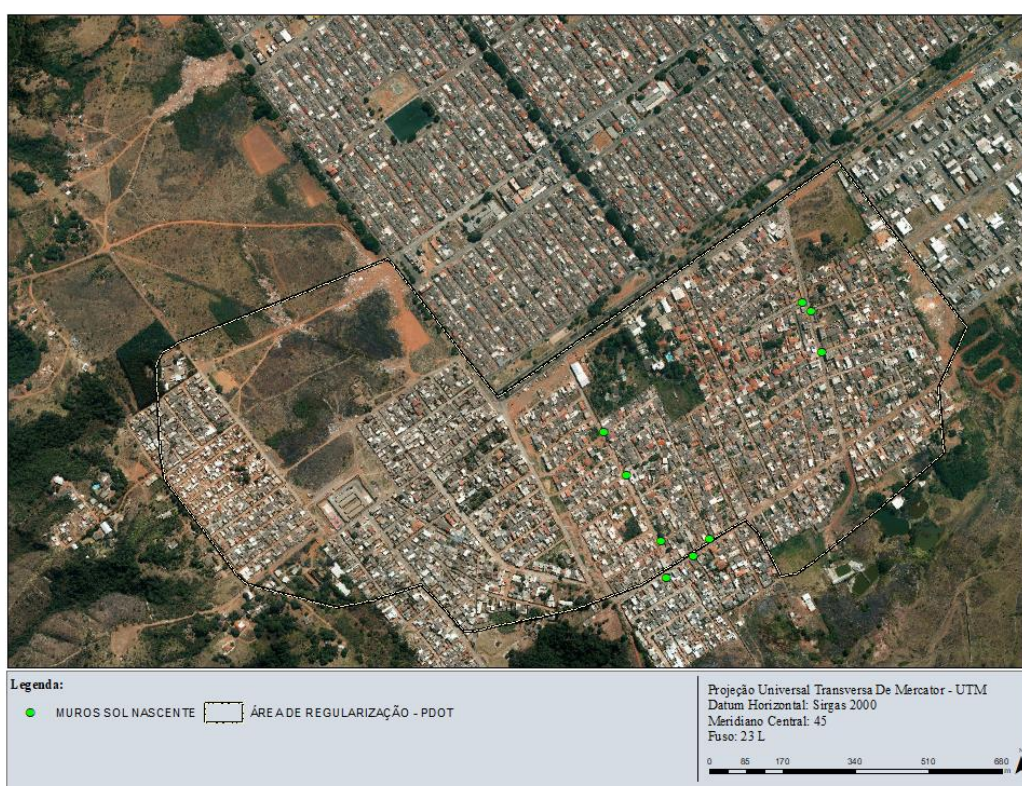 Legenda:
MUROS SOL NASCENTE
ÁREA DE REGULARIZAÇÃO - PDOT
Projeção Universal Transversa De Mercator - UTM
Datum Horizontal: Sirgas 2000
Meridiano Central: 45
Fuso: 23 L
0 85 170 340 510 680
m
N